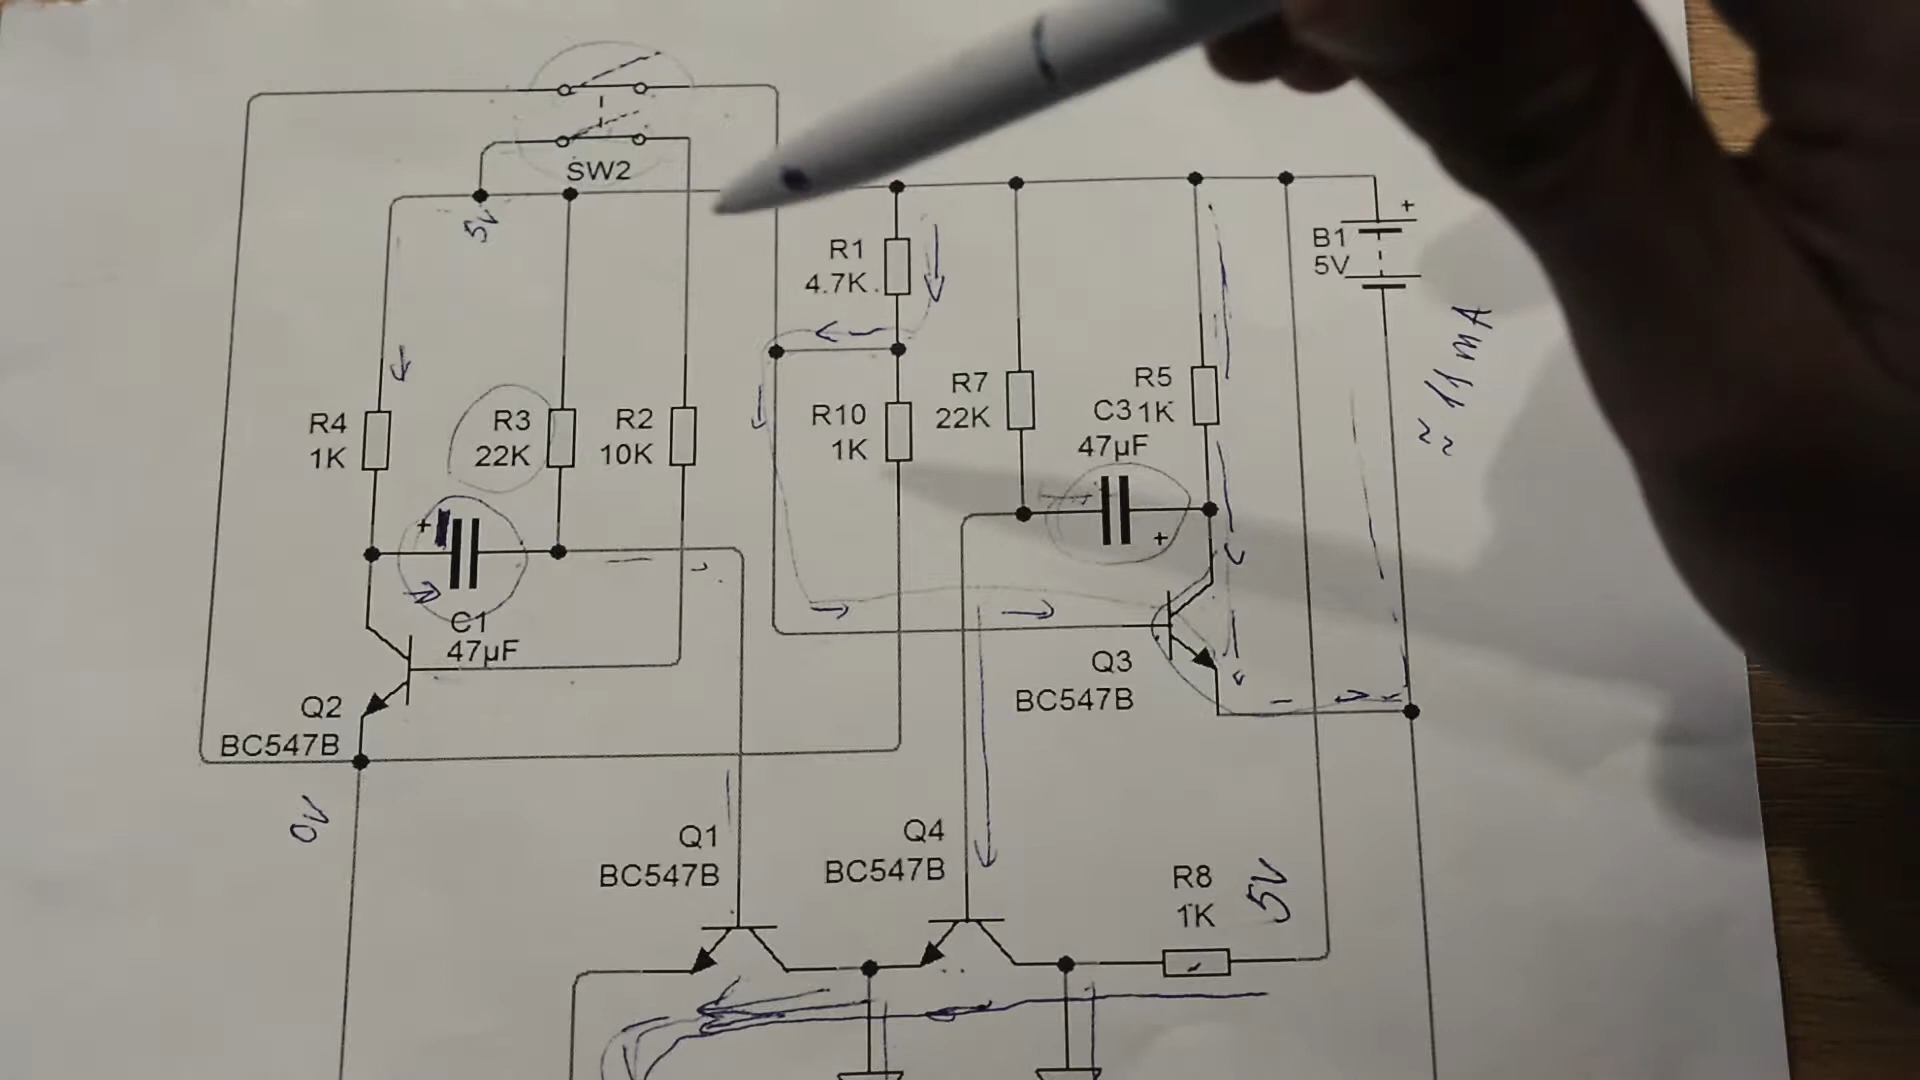 SW2
5V
R1
4.7K
+
B1
5V
≈ 11 mA
R4
1K
R3
22K
R2
10K
R10
1K
R7
22K
R5
1K
C3
47µF
+
+
C1
47µF
Q2
BC547B
Q3
BC547B
0V
Q1
BC547B
Q4
BC547B
R8
1K
5V